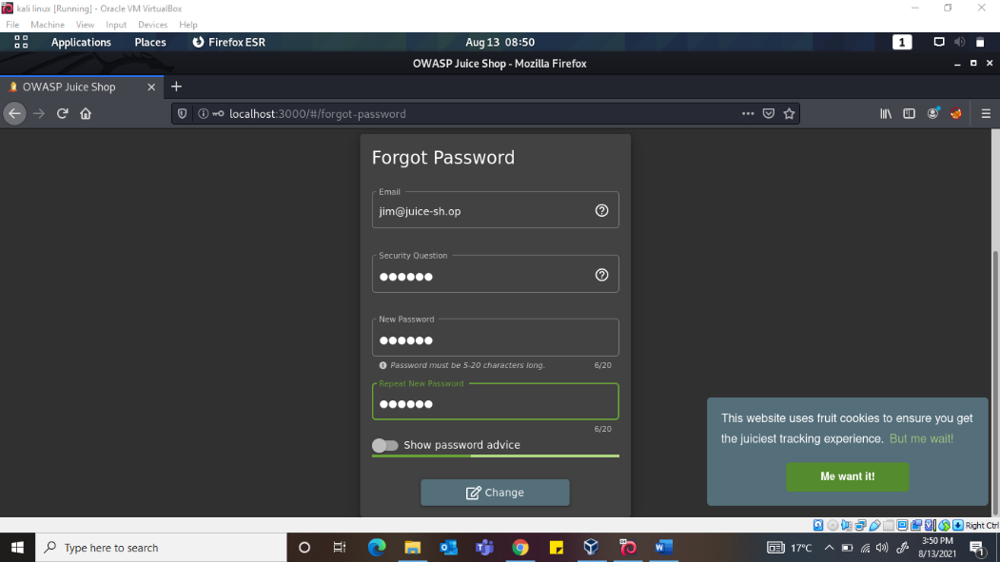 kali linux [Running] - Oracle VM VirtualBox
File Machine View Input Devices Help
Applications Places Firefox ESR Aug 13 08:50 1
OWASP Juice Shop - Mozilla Firefox
OWASP Juice Shop
localhost:3000/#/forgot-password
Forgot Password
Email
jim@juice-sh.op
Security Question
●●●●●●
New Password
●●●●●●
Password must be 5-20 characters long. 6/20
Repeat New Password
●●●●●●
6/20
Show password advice
Change
This website uses fruit cookies to ensure you get
the juiciest tracking experience. But me wait!
Me want it!
Right Ctrl
Type here to search
17°C
3:50 PM
8/13/2021
1